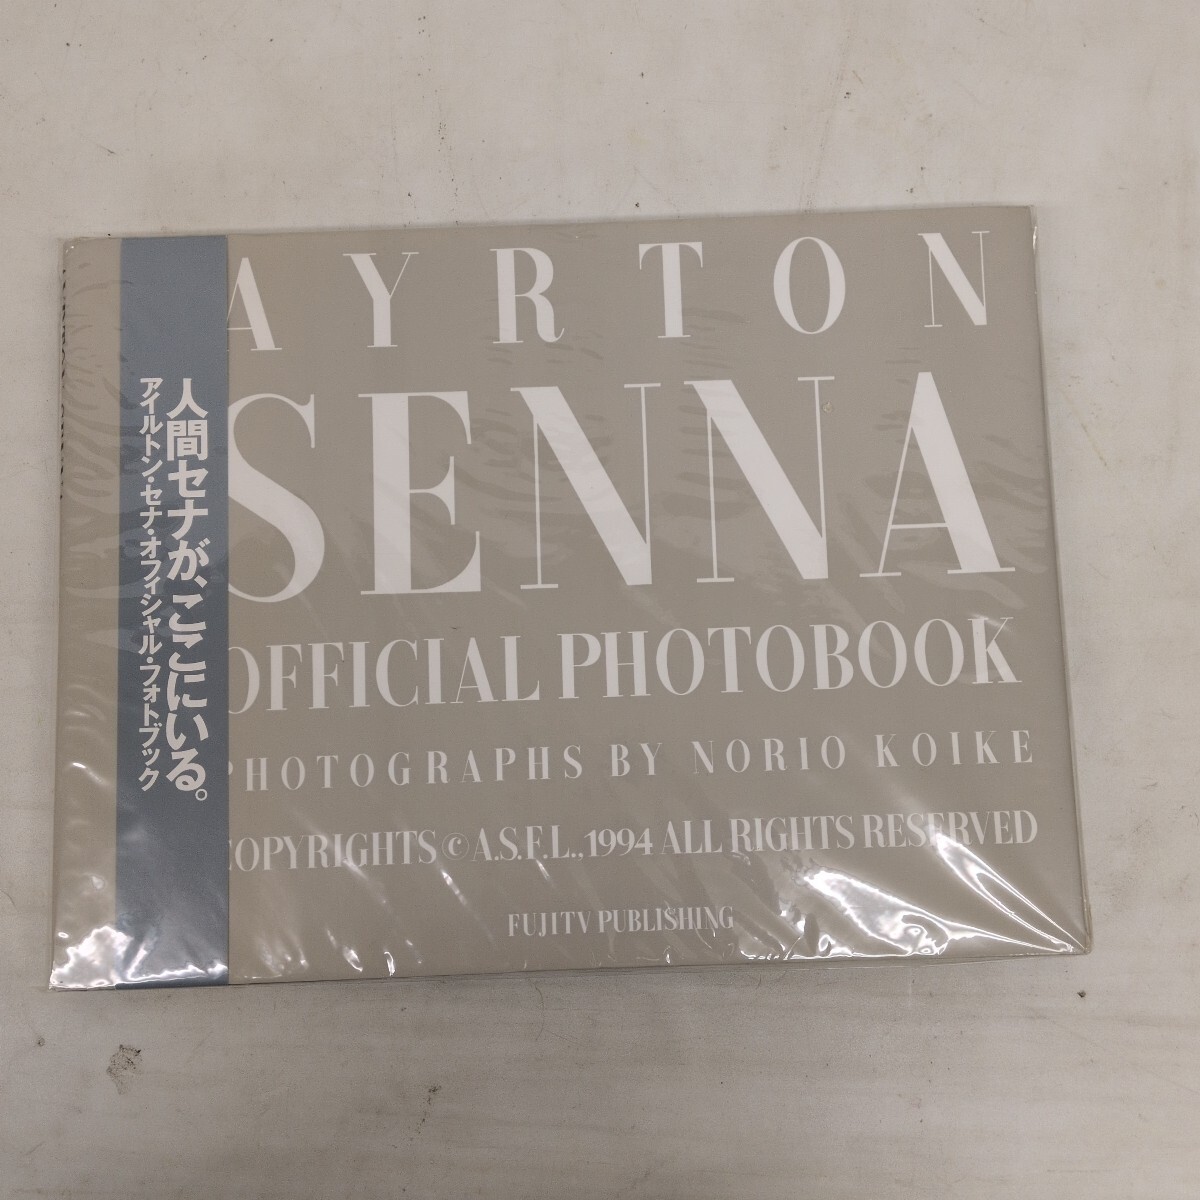 AYRTON
SENNA
OFFICIAL PHOTOBOOK
PHOTOGRAPHS BY NORIO KOIKE
COPYRIGHTS © A.S.F.L., 1994 ALL RIGHTS RESERVED
FUJITV PUBLISHING
人間セナが、ここにいる。
アイルトン・セナ・オフィシャル・フォトブック